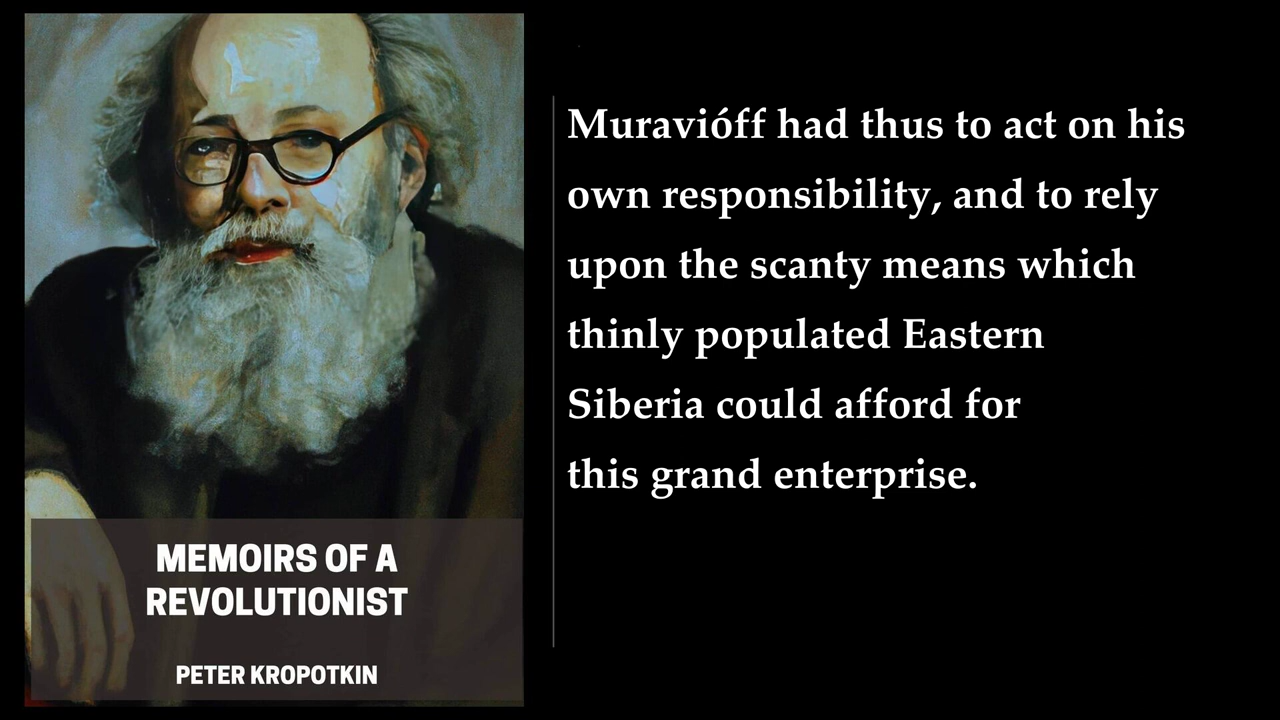 MEMOIRS OF A
REVOLUTIONIST
PETER KROPOTKIN
Muravióff had thus to act on his
own responsibility, and to rely
upon the scanty means which
thinly populated Eastern
Siberia could afford for
this grand enterprise.